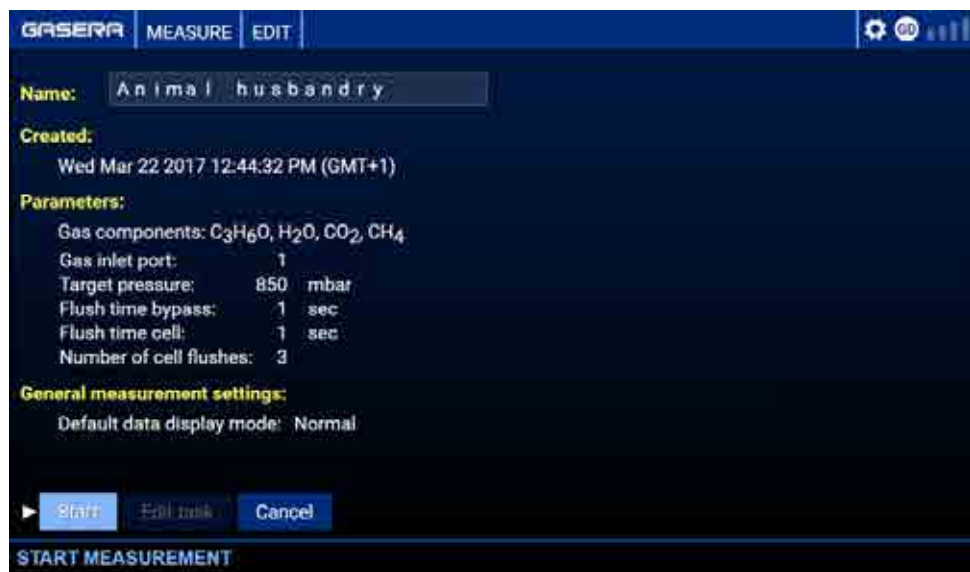 GASERA MEASURE EDIT GD
Name: Animal husbandry
Created:
Wed Mar 22 2017 12:44:32 PM (GMT+1)
Parameters:
Gas components: C₃H₆O, H₂O, CO₂, CH₄
Gas inlet port: 1
Target pressure: 850 mbar
Flush time bypass: 1 sec
Flush time cell: 1 sec
Number of cell flushes: 3
General measurement settings:
Default data display mode: Normal
Start Edit task Cancel
START MEASUREMENT